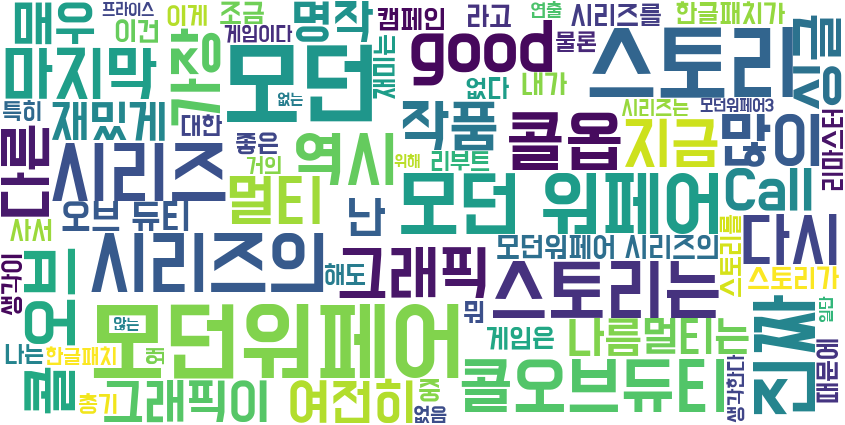 프라이스
매우
이건
이게
조금
명작
캠페인
라고
연출
시리즈를
한글패치가
마지막
가장
게임이다
모던
없는
재미는
good
물론
스토리
콜옵
없다
내가
특히
재밌게
대한
작품
콜옵
시리즈는
모던워페어3
지금
많이
리마스터
다른
시리즈
좋은
거의
역시
위해
리부트
멀티
Call
사서
오브 듀티
난
모던 워페어
스토리를
다시
생각이
오브
시리즈의
해도
그래픽
모던워페어 시리즈의
스토리는
스토리가
진짜
일단
않는
모던워페어
뭐
게임은
나름
멀티는
나는
한글패치
왜
콜
총기
그래픽이
여전히
중
없음
콜오브듀티
생각한다
때문에